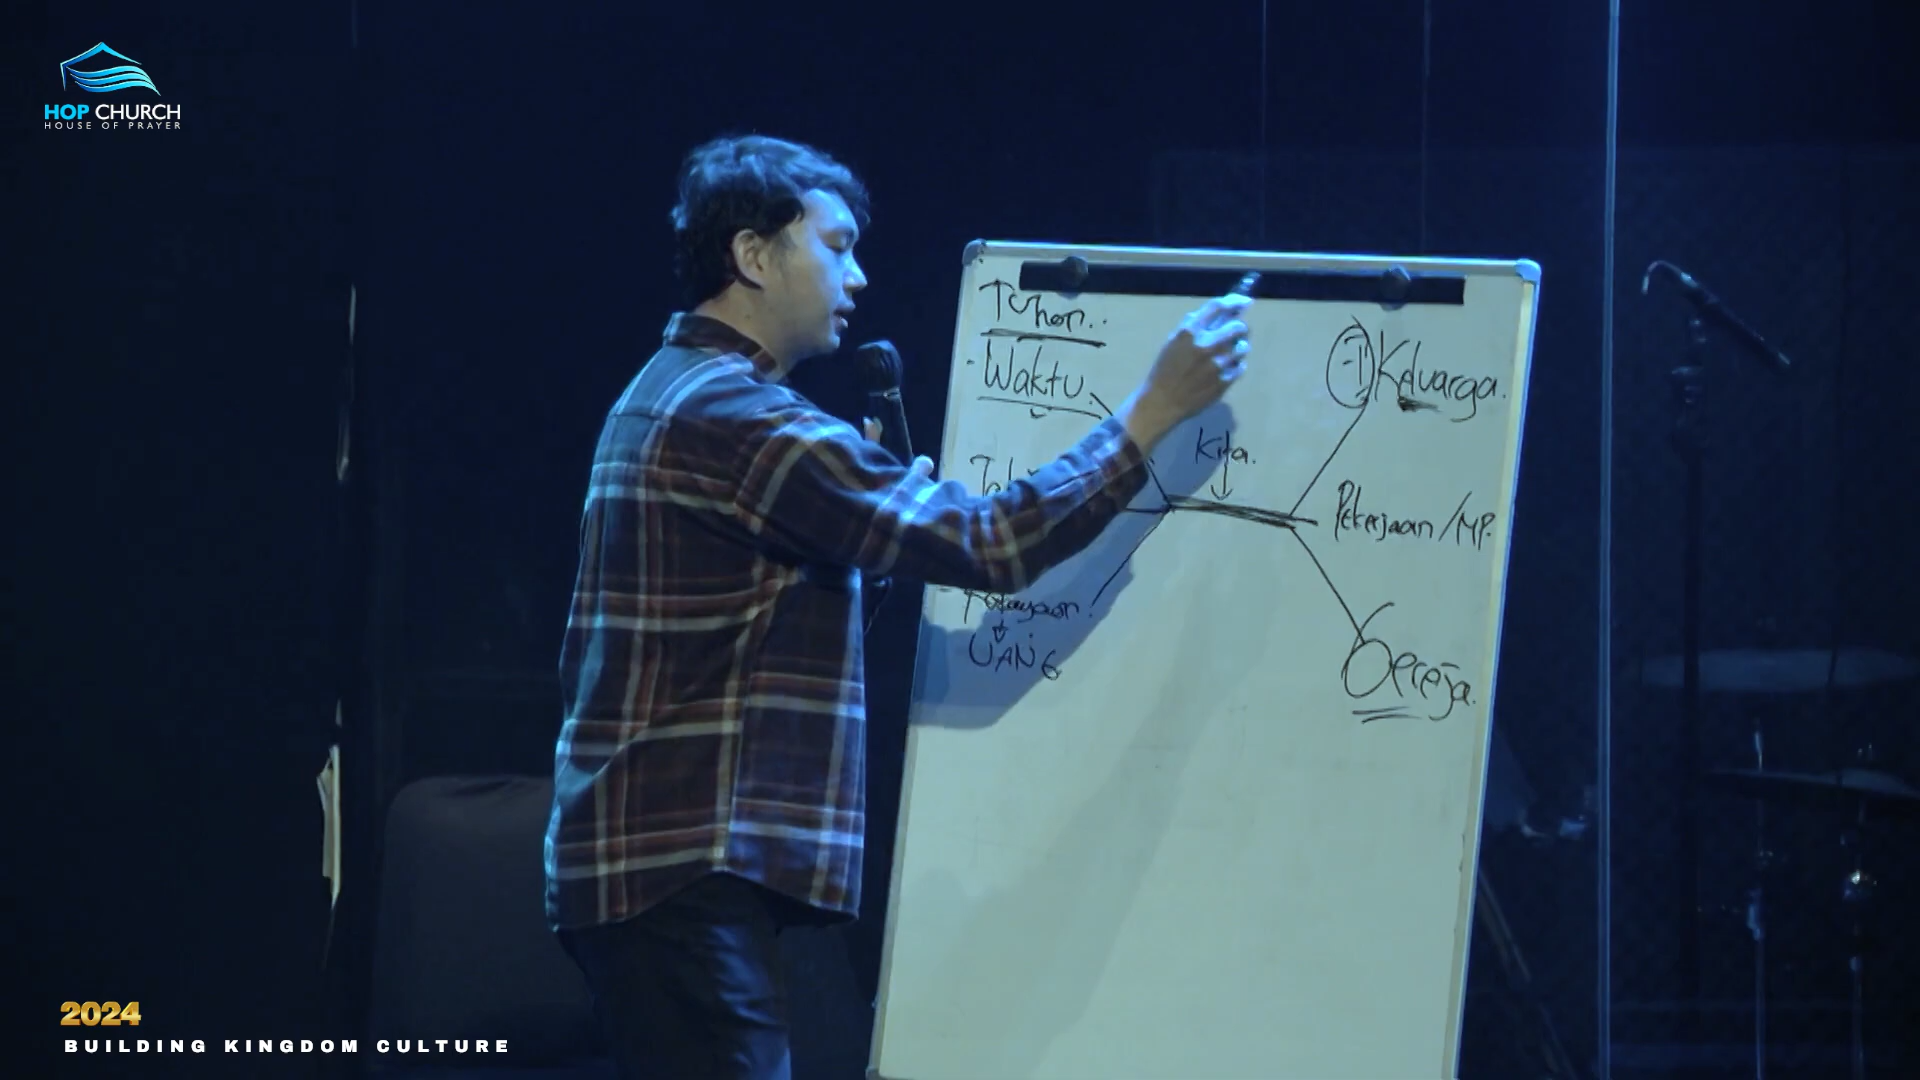 HOP CHURCH
HOUSE OF PRAYER
Tuhan..
- Waktu.
Kita.
Keluarga.
Pekerjaan/MP.
UANG
Gereja.
2024
BUILDING KINGDOM CULTURE